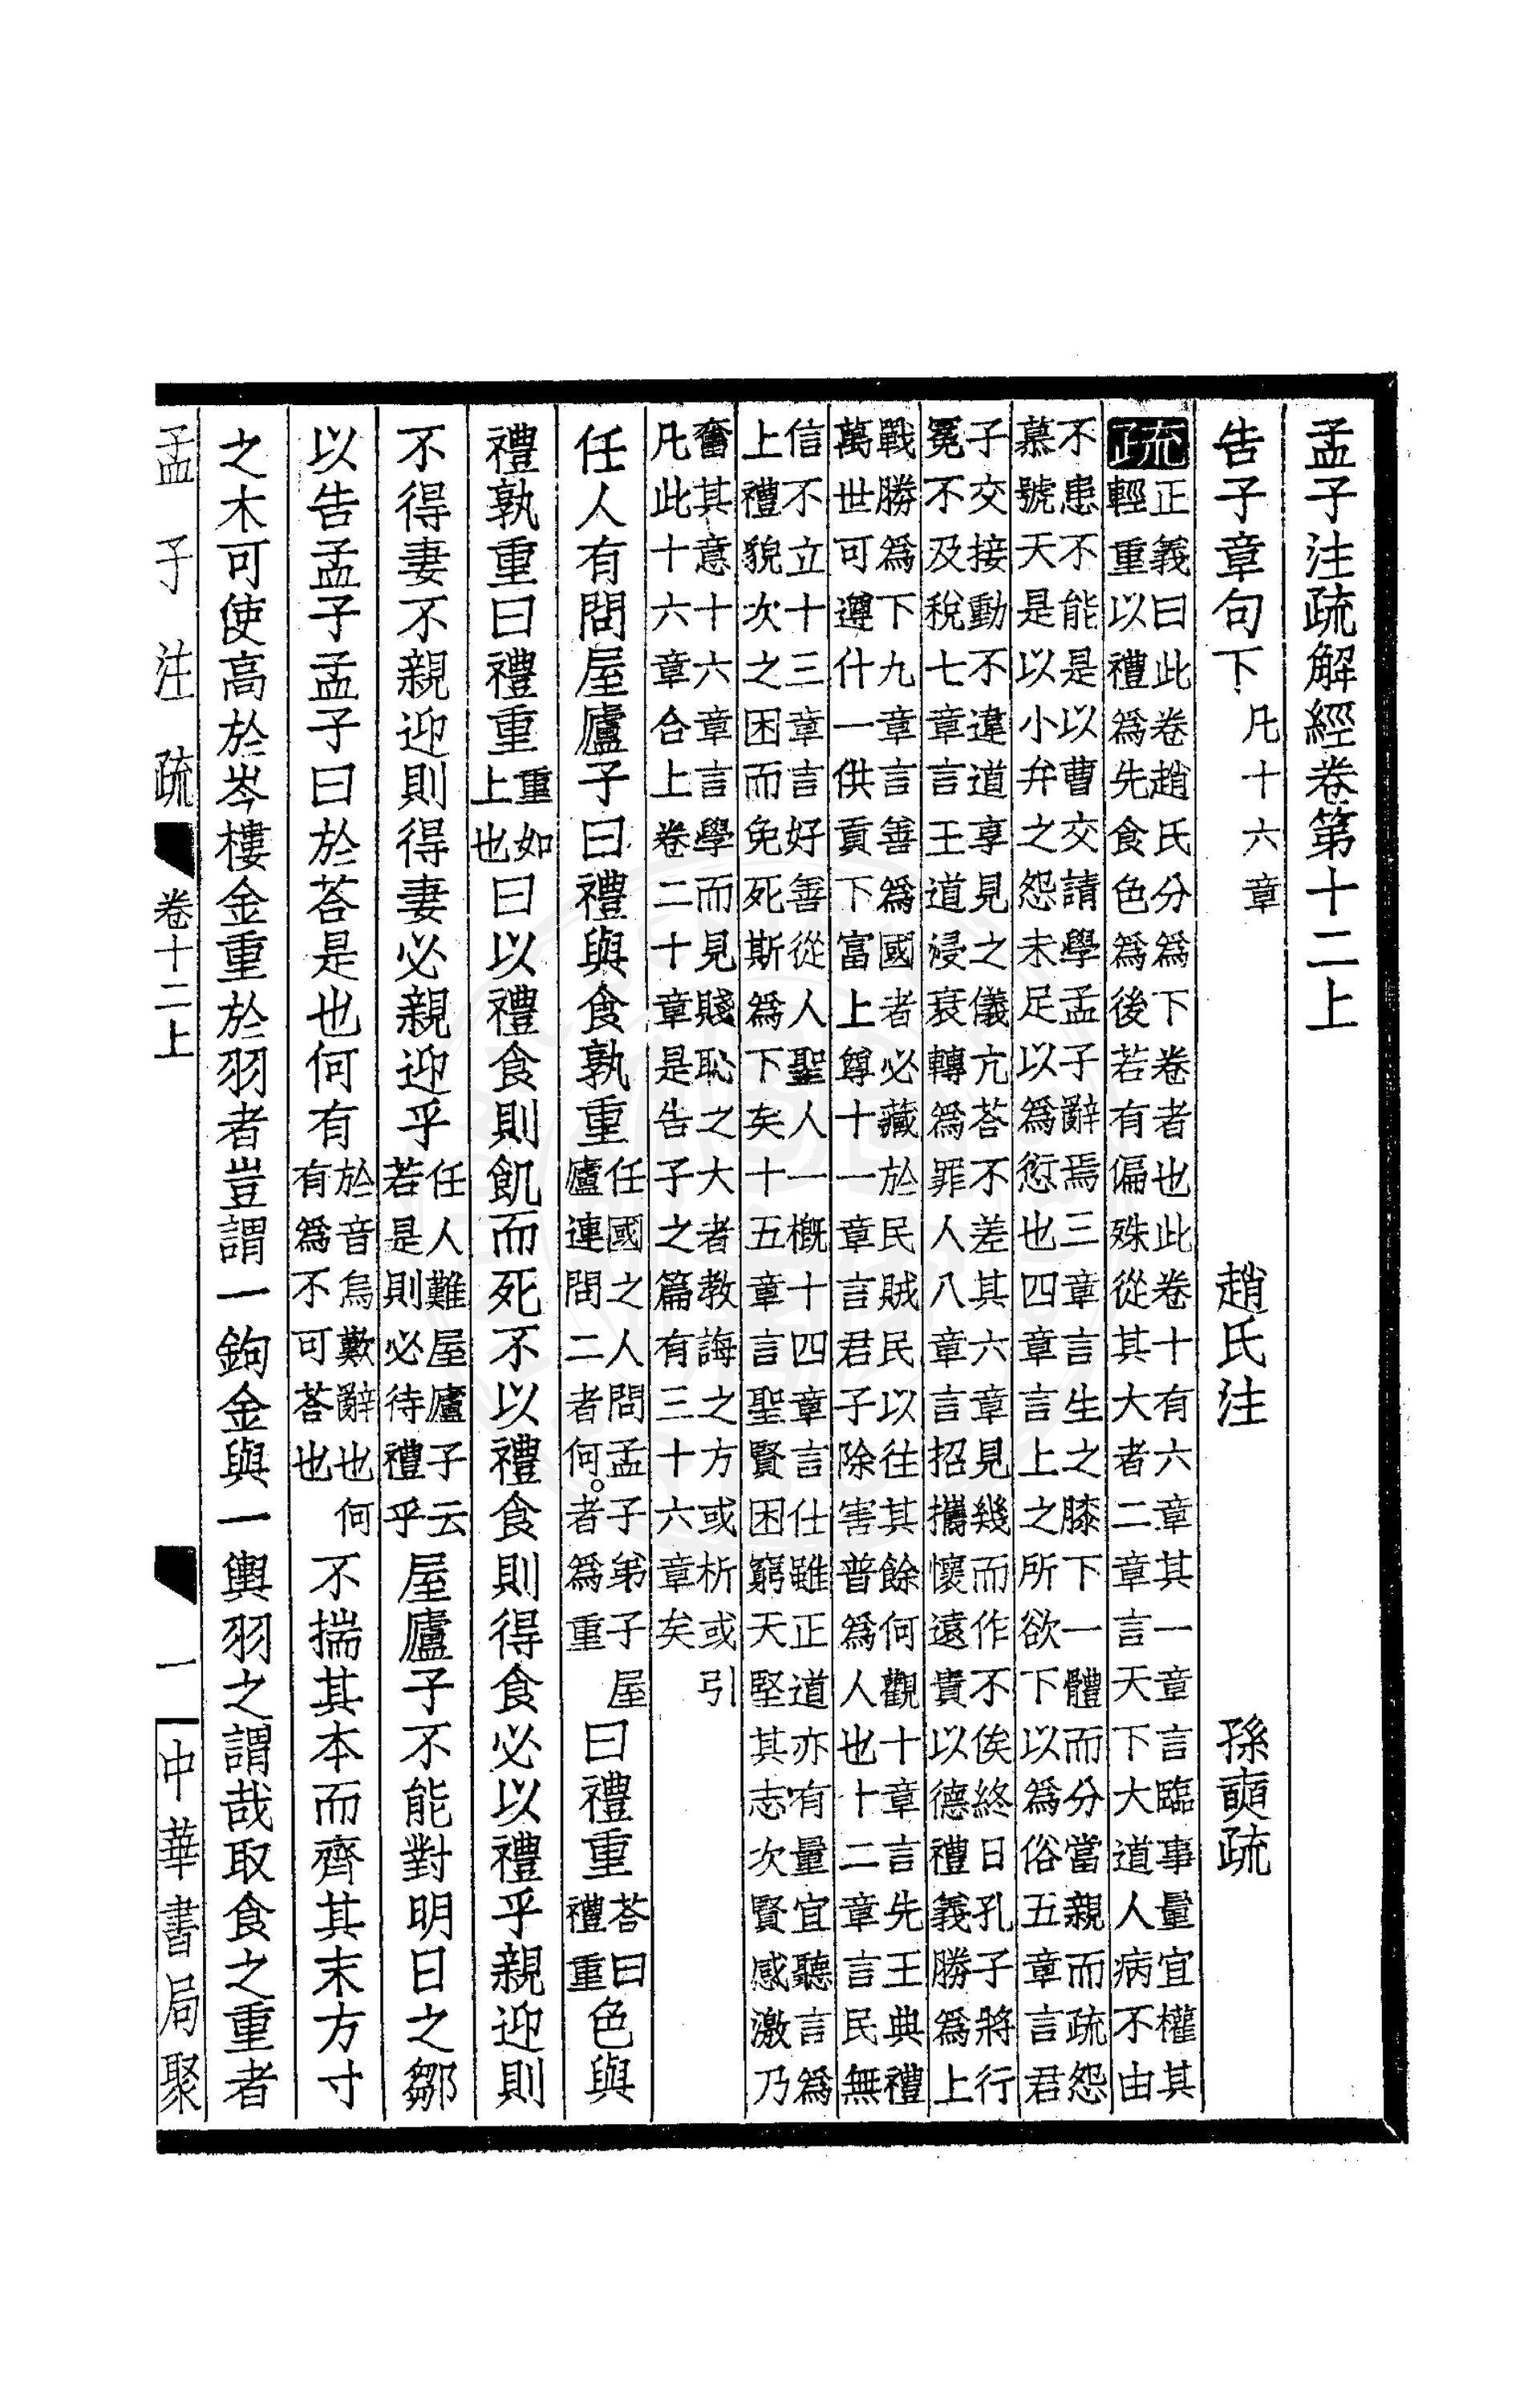 孟子注疏解經卷第十二上
告子章句下 凡十六章 趙氏注 孫奭疏
疏
正義曰此卷趙氏分爲下卷者也此卷十有六章其一章言臨事量宜權其
輕重以禮爲先食色爲後若有偏殊從其大者二章言天下大道人病不由
不患不能是以曹交請學孟子辭焉三章言生之膝下一體而分當親而疏怨
慕號天是以小弁之怨未足以爲愆也四章言上之所欲下以爲俗五章言君
子交接動不違道享見之儀亢荅不差其六章見幾而作不俟終日孔子將行
冕不及稅七章言王道浸衰轉爲罪人八章言招攜懷遠貴以德禮義勝爲上
戰勝爲下九章言善爲國者必藏於民賊民以往其餘何觀十章言先王典禮
萬世可遵什一供貢下富上尊十一章言君子除害普爲人也十二章言民無
信不立十三章言好善從人聖人一概十四章言仕雖正道亦有量宜聽言爲
上禮貌次之困而免死斯爲下矣十五章言聖賢困窮天堅其志次賢感激乃
奮其意十六章言學而見賤恥之大者教誨之方或析或引
凡此十六章合上卷二十章是告子之篇有三十六章矣
任人有問屋廬子曰禮與食孰重 任國之人問孟子弟子屋廬連問二者何者爲重 曰禮重 荅曰禮重 色與
禮孰重曰禮重 重如上也 曰以禮食則飢而死不以禮食則得食必以禮乎親迎則
不得妻不親迎則得妻必親迎乎 任人難屋廬子云若是則必待禮乎 屋廬子不能對明日之鄒
以告孟子孟子曰於荅是也何有 於音烏歎辭也何有爲不可荅也 不揣其本而齊其末方寸
之木可使高於岑樓金重於羽者豈謂一鉤金與一輿羽之謂哉取食之重者
孟子注疏 卷十二上 一 中華書局聚